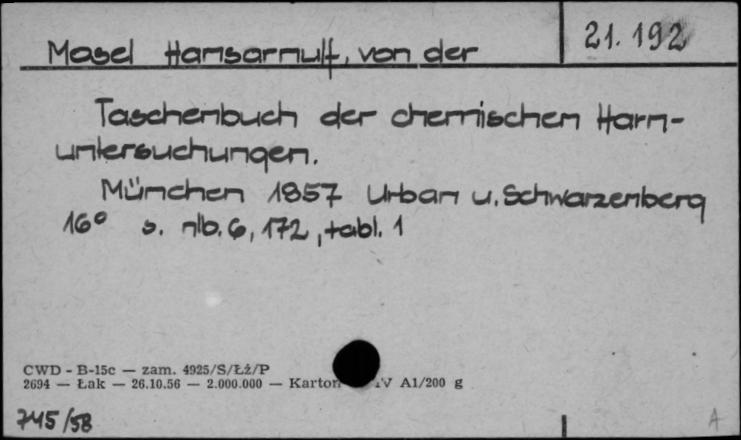 21.192
Mosel Hansarnulf, von der
Taschenbuch der chemischen Harn-
untersuchungen.
München 1857 Urban u. Schwarzenberg
16° s. nlb. 6, 172, tabl. 1
CWD - B-15c — zam. 4925/S/Łż/P
2694 — Łak — 26.10.56 — 2.000.000 — Karton V A1/200 g
745/58
A